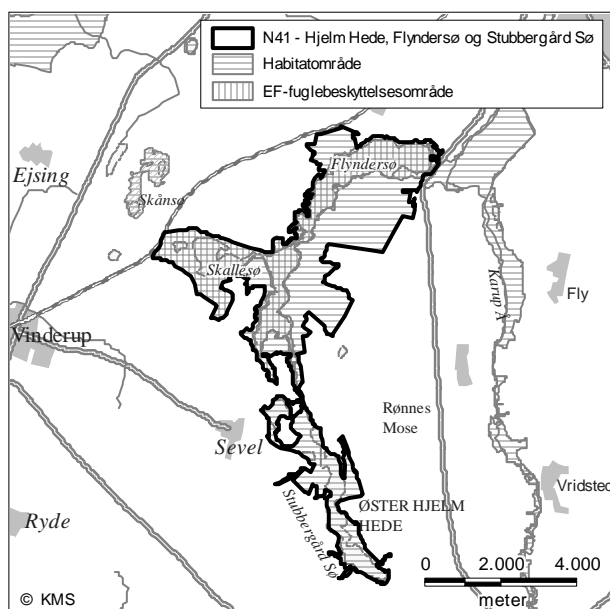 N41 - Hjelm Hede, Flyndersø og Stubbergård Sø
Habitatområde
EF-fuglebeskyttelsesområde
Ejsing
Flyndersø
Skånsø
Skallesø
Karup Å
Fly
Vinderup
Rønnes
Mose
Sevel
Vridsted
Stubbergård Sø
ØSTER HJELM
HEDE
Ryde
0 2.000 4.000
meter
© KMS